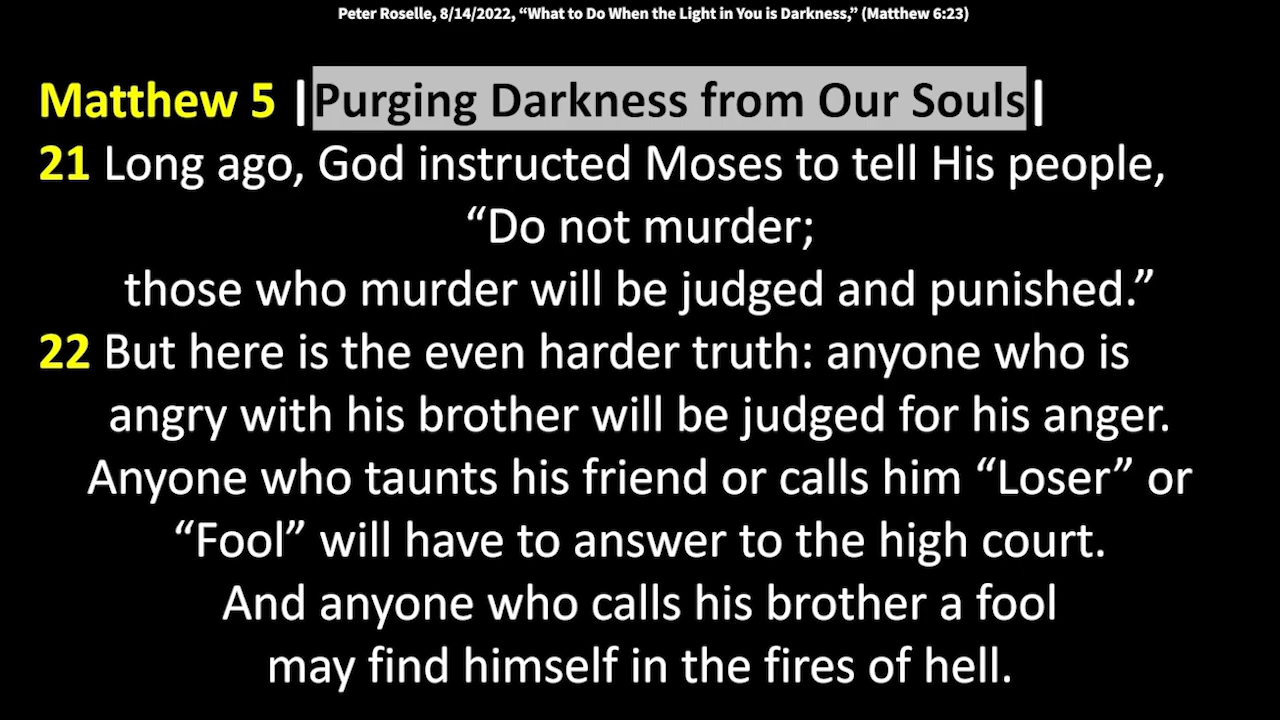 Peter Roselle, 8/14/2022, “What to Do When the Light in You is Darkness,” (Matthew 6:23)
Matthew 5 |Purging Darkness from Our Souls|
21 Long ago, God instructed Moses to tell His people,
“Do not murder;
those who murder will be judged and punished.”
22 But here is the even harder truth: anyone who is
angry with his brother will be judged for his anger.
Anyone who taunts his friend or calls him “Loser” or
“Fool” will have to answer to the high court.
And anyone who calls his brother a fool
may find himself in the fires of hell.